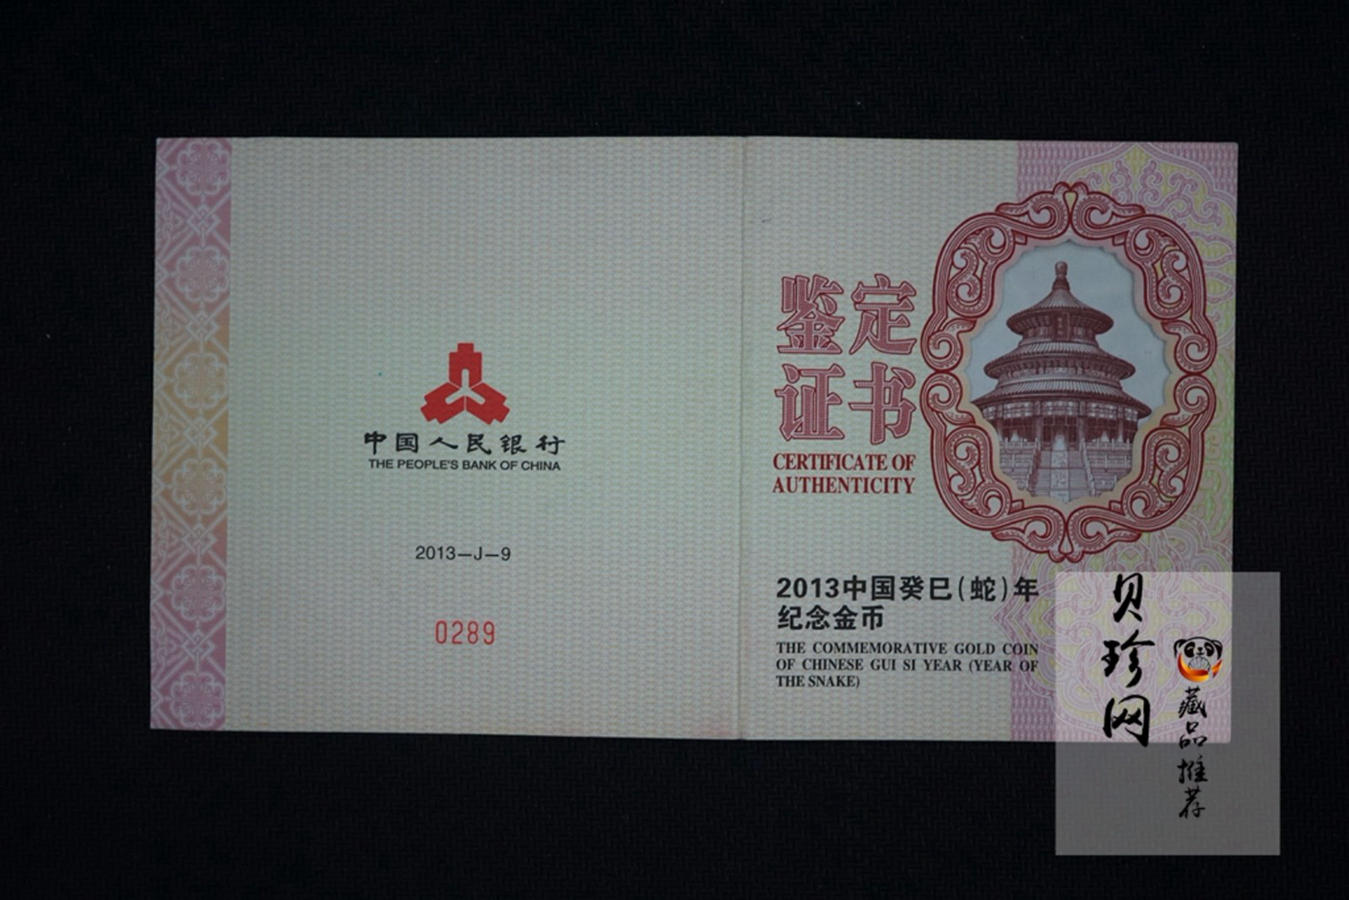 中国人民银行
THE PEOPLE'S BANK OF CHINA
2013—J—9
0289
鉴定
证书
CERTIFICATE OF
AUTHENTICITY
2013中国癸巳(蛇)年
纪念金币
THE COMMEMORATIVE GOLD COIN
OF CHINESE GUI SI YEAR (YEAR OF
THE SNAKE)
贝珍网
藏品推荐